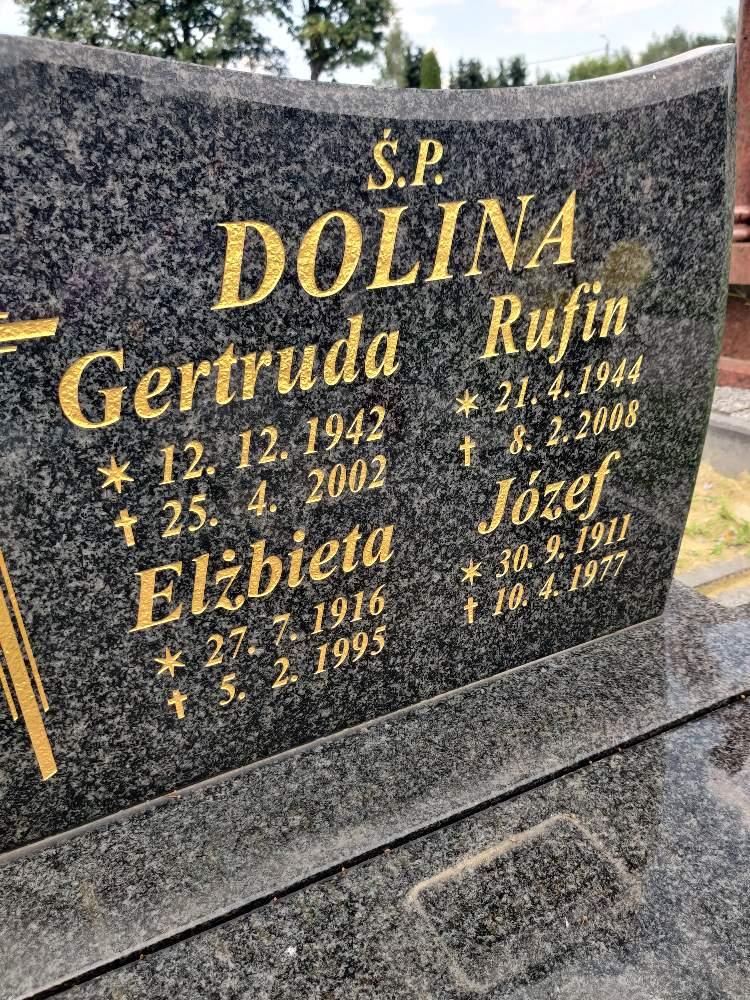 Ś.P.
DOLINA
Gertruda
* 12. 12. 1942
† 25. 4. 2002
Rufin
* 21. 4. 1944
† 8. 2. 2008
Elżbieta
* 27. 7. 1916
† 5. 2. 1995
Józef
* 30. 9. 1911
† 10. 4. 1977